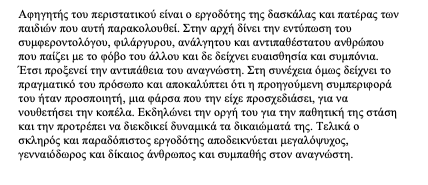 Αφηγητής του περιστατικού είναι ο εργοδότης της δασκάλας και πατέρας των
παιδιών που αυτή παρακολουθεί. Στην αρχή δίνει την εντύπωση του
συμφεροντολόγου, φιλάργυρου, ανάλγητου και αντιπαθέστατου ανθρώπου
που παίζει με το φόβο του άλλου και δε δείχνει ευαισθησία και συμπόνια.
Έτσι προξενεί την αντιπάθεια του αναγνώστη. Στη συνέχεια όμως δείχνει το
πραγματικό του πρόσωπο και αποκαλύπτει ότι η προηγούμενη συμπεριφορά
του ήταν προσποιητή, μια φάρσα που την είχε προσχεδιάσει, για να
νουθετήσει την κοπέλα. Εκδηλώνει την οργή του για την παθητική της στάση
και την προτρέπει να διεκδικεί δυναμικά τα δικαιώματά της. Τελικά ο
σκληρός και παραδόπιστος εργοδότης αποδεικνύεται μεγαλόψυχος,
γενναιόδωρος και δίκαιος άνθρωπος και συμπαθής στον αναγνώστη.